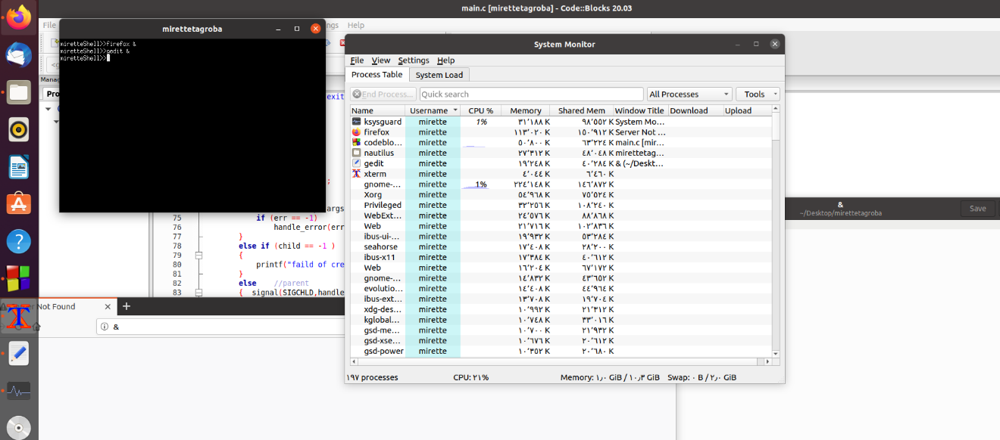 main.c [mirettetagroba] - Code::Blocks 20.03
File
ngs Help
mirettetagroba
miretteShell>>firefox &
miretteShell>>gedit &
miretteShell>>
Manag
Pro
exit
;
args
75 if (err == -1)
76 handle_error(err
77 }
78 else if (child == -1 )
79 {
80 printf("faild of cre
81 }
82 else //parent
83 { signal(SIGCHLD,handle
System Monitor
File View Settings Help
Process Table System Load
End Process... Quick search All Processes Tools
Name Username CPU % Memory Shared Mem Window Title Download Upload
ksysguard mirette 1% ٣١٬١٨٨ K ٩٨٬٥٥٢ K System Mo...
firefox mirette ١١٣٬٠٢٠ K ١٥٠٬٩١٢ K Server Not ...
codeblo... mirette ٥٠٬٨٠٠ K ٦٣٬٢٢٤ K main.c [mir...
nautilus mirette ٢٧٬٣١٢ K ٤٨٬٠٤٨ K mirettetag...
gedit mirette ١٩٬٢٤٨ K ٤٠٬٢٨٤ K & (~/Deskt...
xterm mirette ٤٬٠٤٤ K ٦٬٤٦٠ K
gnome-... mirette 1% ٢٢٤٬١٤٨ K ١٤٦٬٨٧٢ K
Xorg mirette ٥٤٬٩٦٨ K ٧٥٬٥٢٤ K
Privileged mirette ٣٢٬٢٥٦ K ١٠٨٬٢٤٠ K
WebExt... mirette ٢٤٬٥٧٦ K ٨٨٬٨٦٨ K
Web mirette ٢١٬٧١٦ K ١٠٢٬٨٣٦ K
ibus-ui-... mirette ١٩٬٩٣٢ K ٥٣٬٢٨٤ K
seahorse mirette ١٧٬٤٠٨ K ٢٨٬٢٠٠ K
ibus-x11 mirette ١٧٬٣٨٤ K ٤٠٬٦١٢ K
Web mirette ١٦٬٢٠٤ K ٦٧٬١٧٢ K
gnome-... mirette ١٤٬٨٣٢ K ٤٣٬٦٥٢ K
evolutio... mirette ١٤٬٤٠٨ K ٤٤٬٩٦٤ K
ibus-ext... mirette ١٣٬٧٠٨ K ١٩٬٧٠٤ K
xdg-des... mirette ١٠٬٩٩٢ K ٢١٬٣١٢ K
kglobal... mirette ١٠٬٧٤٨ K ٣٣٬٠١٦ K
gsd-me... mirette ١٠٬٧٠٠ K ٢١٬٩٣٢ K
gsd-xse... mirette ١٠٬٦٧٦ K ٢٠٬٦١٢ K
gsd-power mirette ١٠٬٣٥٢ K ٢٠٬٦٨٠ K
١٩٧ processes CPU: ٢١% Memory: ١٫٠ GiB / ١٠٫٣ GiB Swap: ٠ B / ٢٫٠ GiB
&
~/Desktop/mirettetagroba
Save
Not Found
&